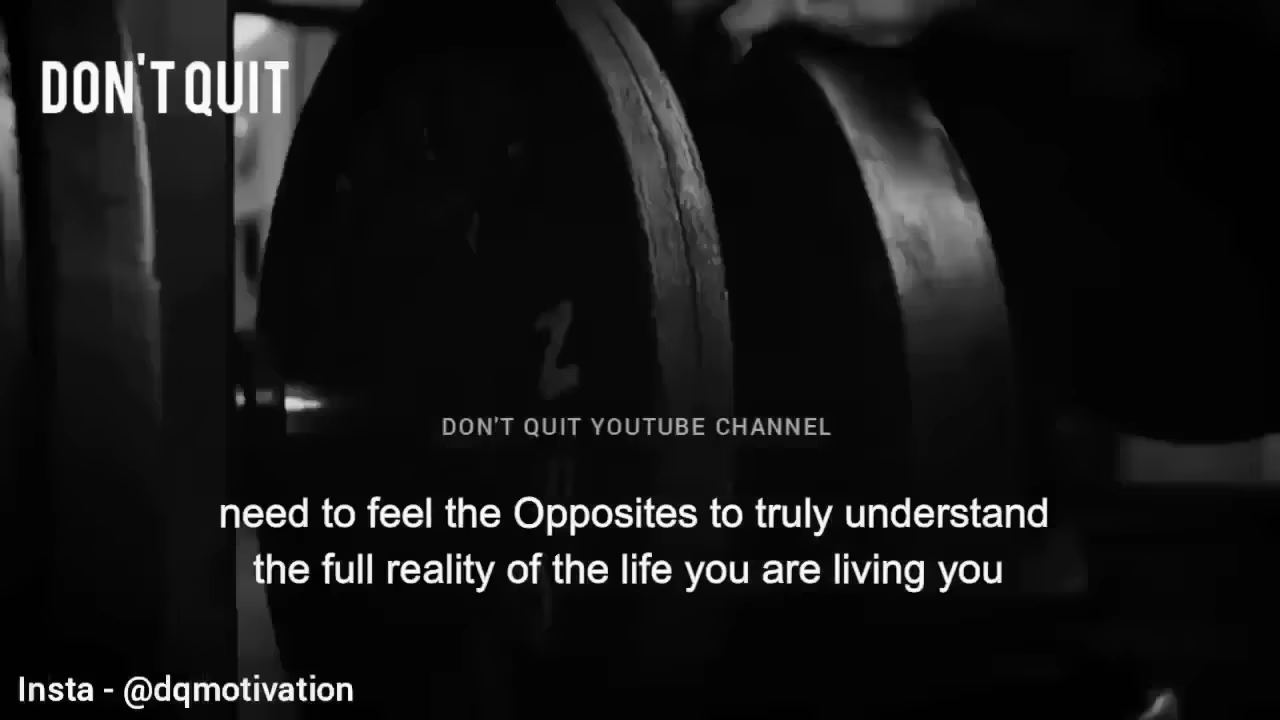 DON'T QUIT
DON'T QUIT YOUTUBE CHANNEL
need to feel the Opposites to truly understand
the full reality of the life you are living you
Insta - @dqmotivation